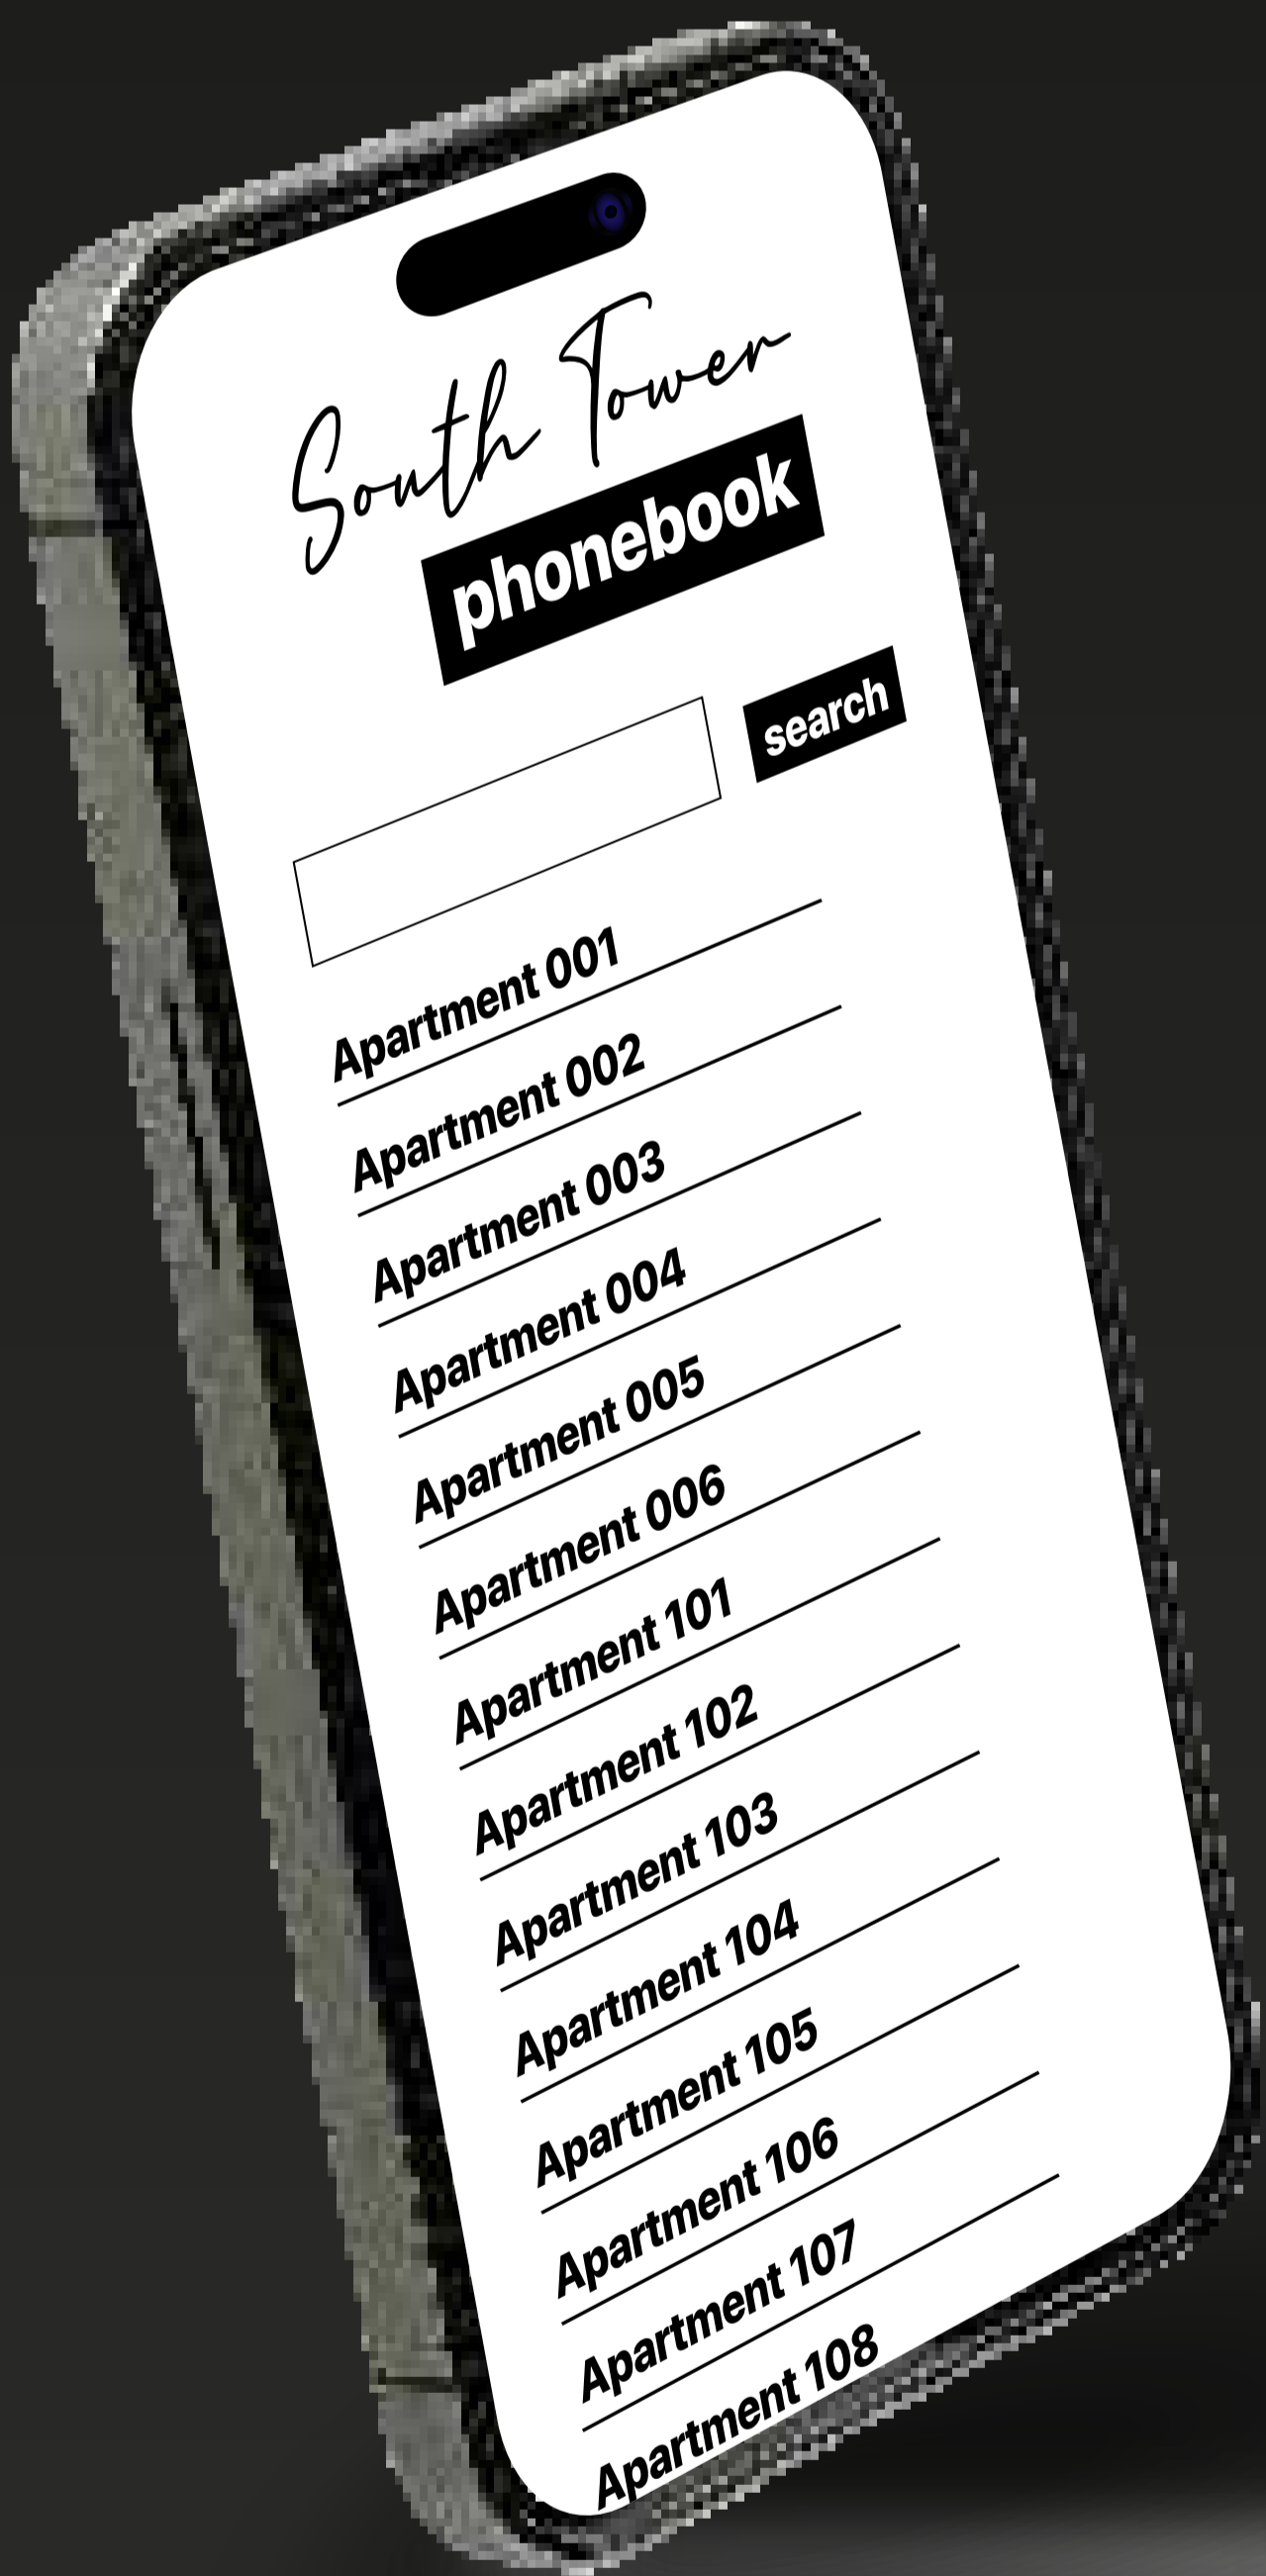 South Tower
phonebook
search
Apartment 001
Apartment 002
Apartment 003
Apartment 004
Apartment 005
Apartment 006
Apartment 101
Apartment 102
Apartment 103
Apartment 104
Apartment 105
Apartment 106
Apartment 107
Apartment 108